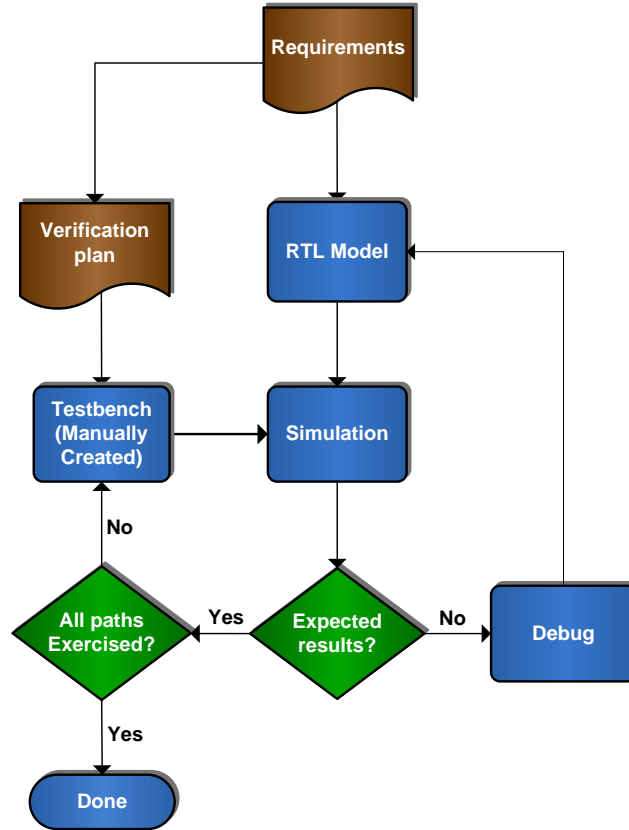 Requirements
Verification
plan
RTL Model
Testbench
(Manually
Created)
Simulation
No
All paths
Exercised?
Yes
Expected
results?
No
Debug
Yes
Done